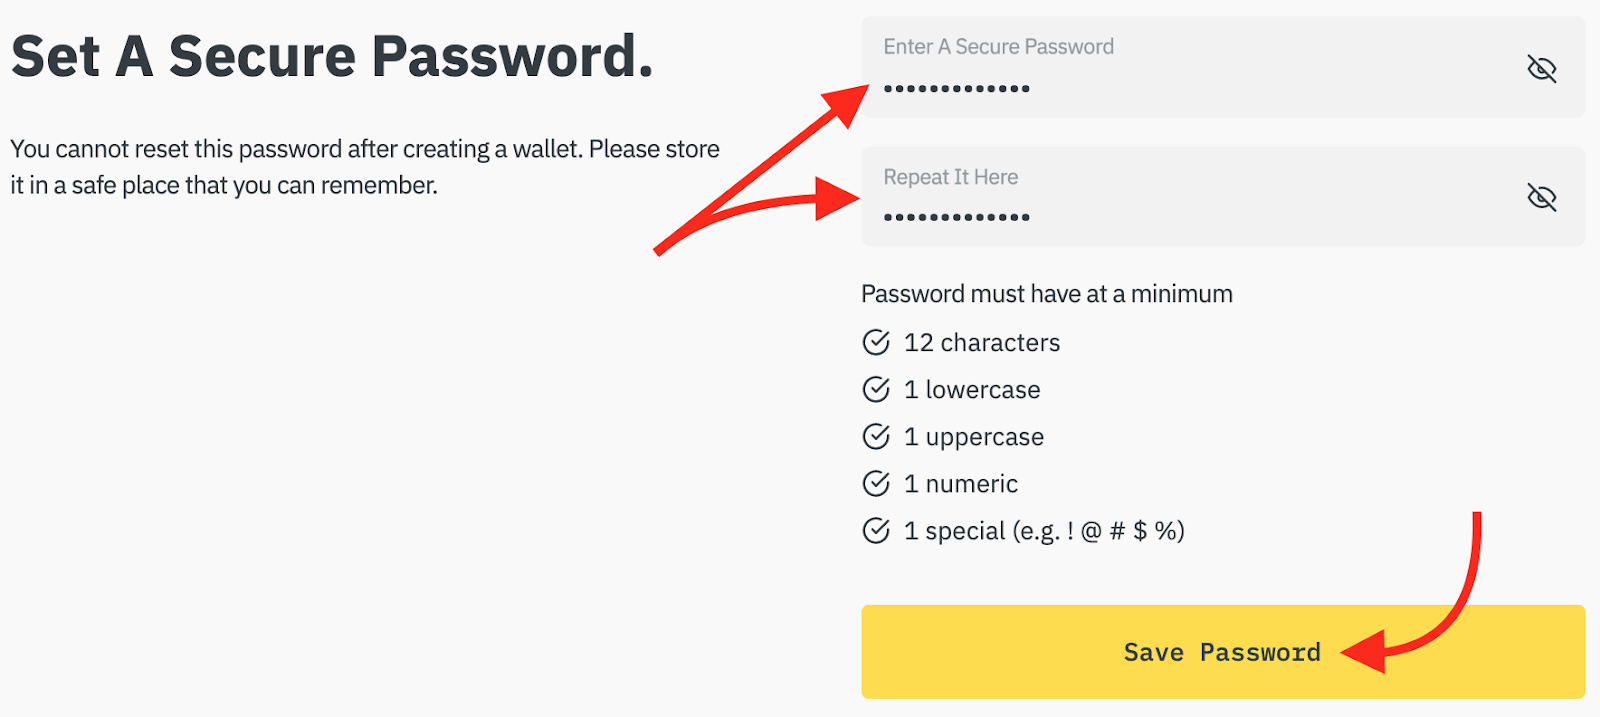 Set A Secure Password.
You cannot reset this password after creating a wallet. Please store
it in a safe place that you can remember.
Enter A Secure Password
•••••••••••••
Repeat It Here
•••••••••••••
Password must have at a minimum
12 characters
1 lowercase
1 uppercase
1 numeric
1 special (e.g. ! @ # $ %)
Save Password